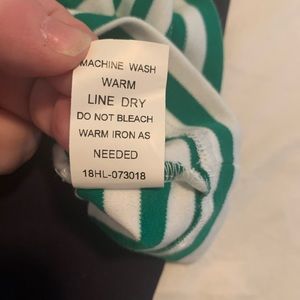 MACHINE WASH
WARM
LINE DRY
DO NOT BLEACH
WARM IRON AS
NEEDED
18HL-073018